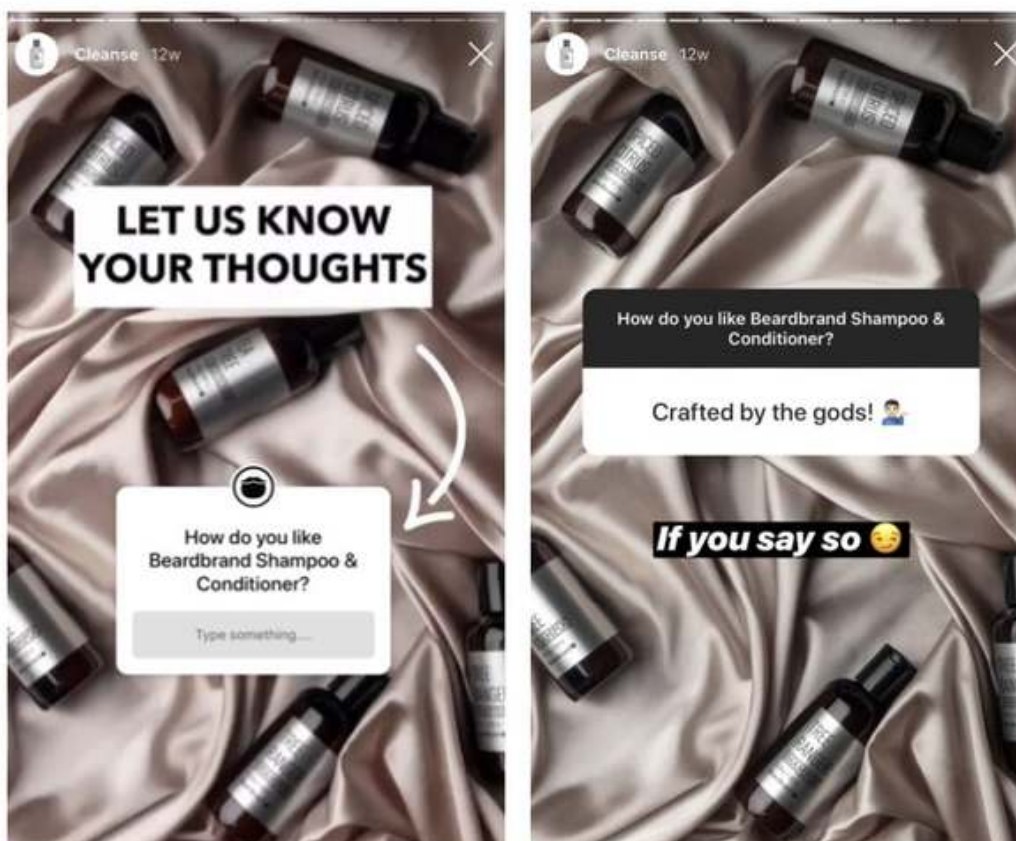 Cleanse 12w
LET US KNOW
YOUR THOUGHTS
How do you like
Beardbrand Shampoo &
Conditioner?
Type something...
Cleanse 12w
How do you like Beardbrand Shampoo &
Conditioner?
Crafted by the gods! 🤷🏻‍♂️
If you say so 😏